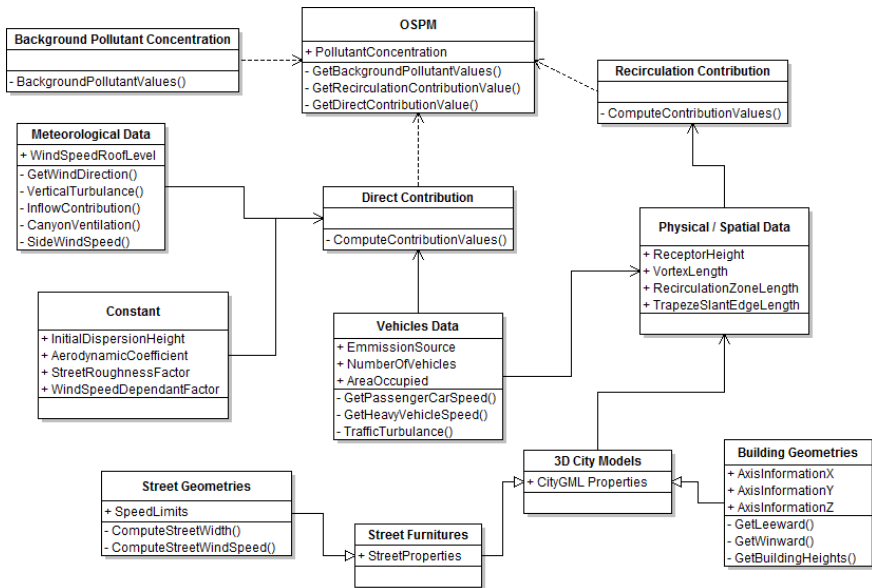 OSPM
+ PollutantConcentration
- GetBackgroundPollutantValues()
- GetRecirculationContributionValue()
- GetDirectContributionValue()
Background Pollutant Concentration
- BackgroundPollutantValues()
Recirculation Contribution
- ComputeContributionValues()
Meteorological Data
+ WindSpeedRoofLevel
- GetWindDirection()
- VerticalTurbulance()
- InflowContribution()
- CanyonVentilation()
- SideWindSpeed()
Direct Contribution
- ComputeContributionValues()
Physical / Spatial Data
+ ReceptorHeight
+ VortexLength
+ RecirculationZoneLength
+ TrapezeSlantEdgeLength
Constant
+ InitialDispersionHeight
+ AerodynamicCoefficient
+ StreetRoughnessFactor
+ WindSpeedDependantFactor
Vehicles Data
+ EmmissionSource
+ NumberOfVehicles
+ AreaOccupied
- GetPassengerCarSpeed()
- GetHeavyVehicleSpeed()
- TrafficTurbulance()
3D City Models
+ CityGML Properties
Building Geometries
+ AxisInformationX
+ AxisInformationY
+ AxisInformationZ
- GetLeeward()
- GetWinward()
- GetBuildingHeights()
Street Geometries
+ SpeedLimits
- ComputeStreetWidth()
- ComputeStreetWindSpeed()
Street Furnitures
+ StreetProperties